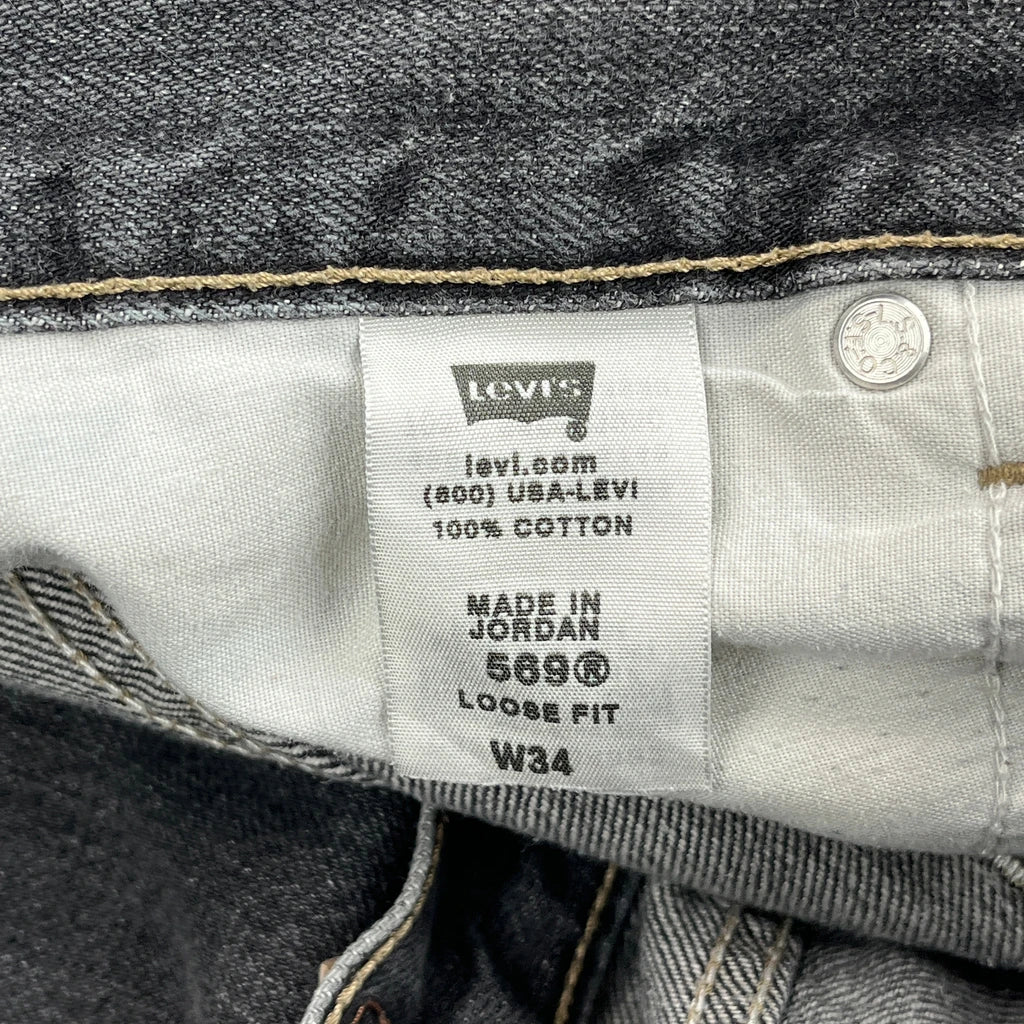 Levi's
®
levi.com
(800) USA-LEVI
100% COTTON
MADE IN
JORDAN
569®
LOOSE FIT
W34